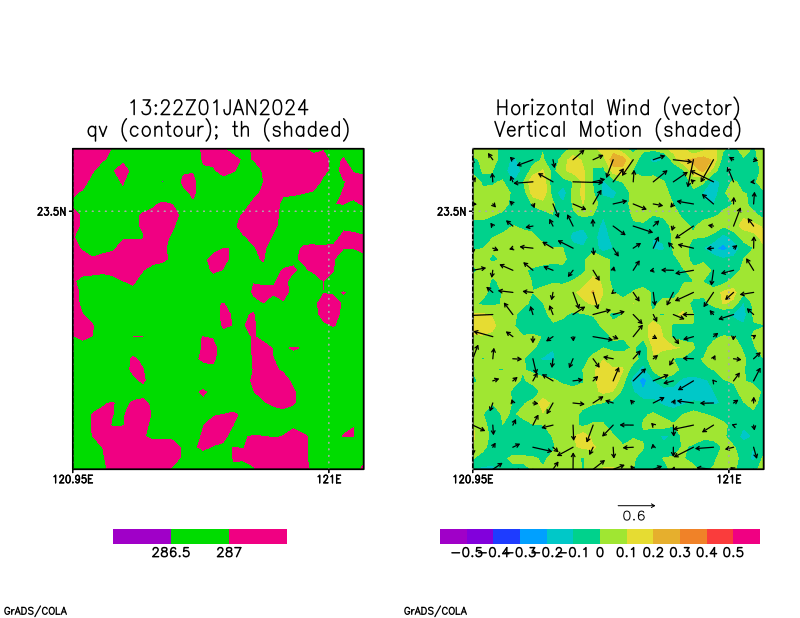 13:22Z01JAN2024
qv (contour); th (shaded)
23.5N
120.95E
121E
286.5 287
Horizontal Wind (vector)
Vertical Motion (shaded)
23.5N
120.95E
121E
0.6
-0.5 -0.4 -0.3 -0.2 -0.1 0 0.1 0.2 0.3 0.4 0.5
GrADS/COLA
GrADS/COLA